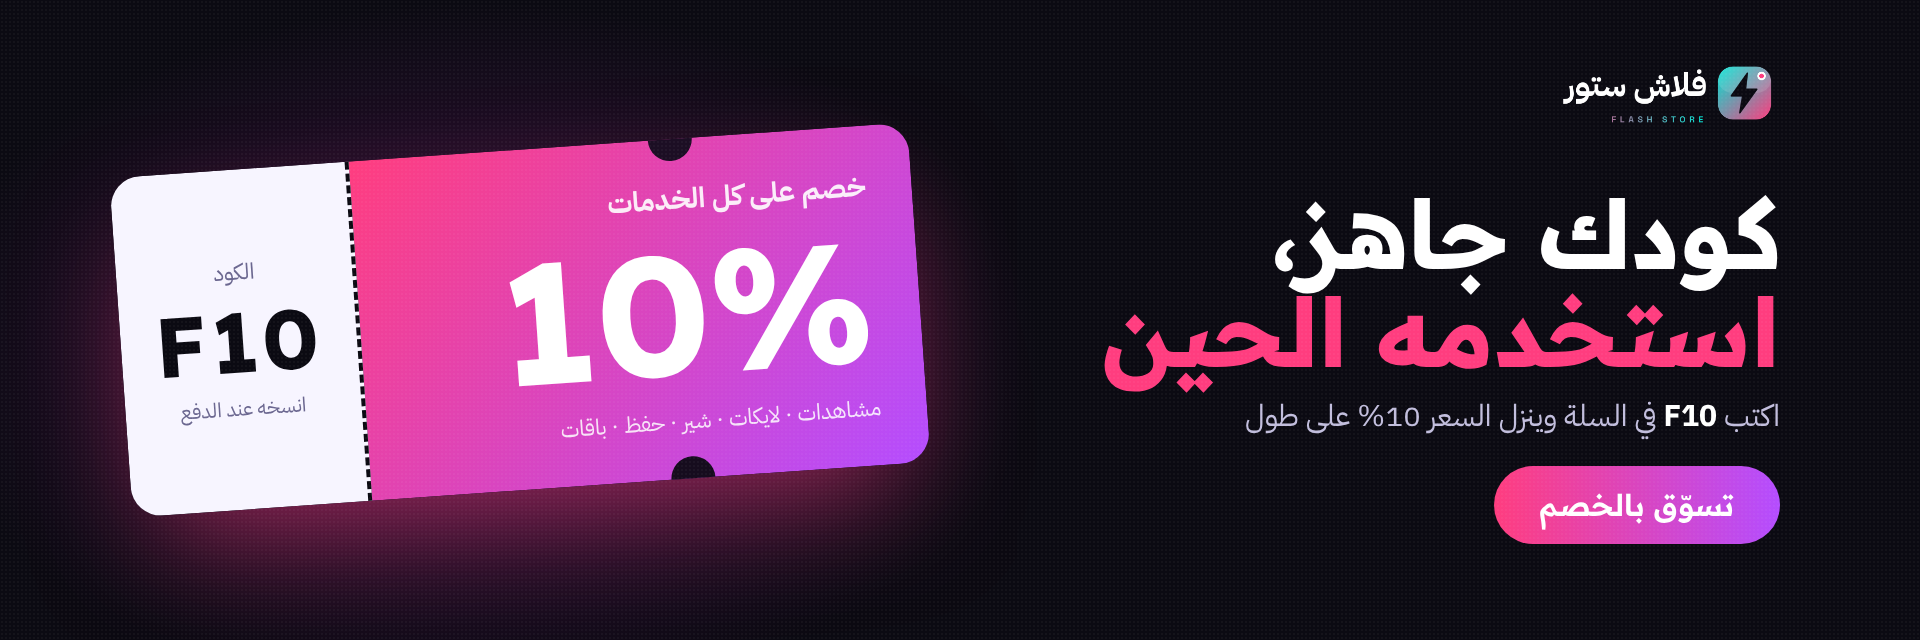 فلاش ستور
FLASH STORE
كودك جاهز،
استخدمه الحين
اكتب F10 في السلة وينزل السعر 10% على طول
تسوّق بالخصم
خصم على كل الخدمات
10%
مشاهدات · لايكات · شير · حفظ · باقات
الكود
F10
انسخه عند الدفع